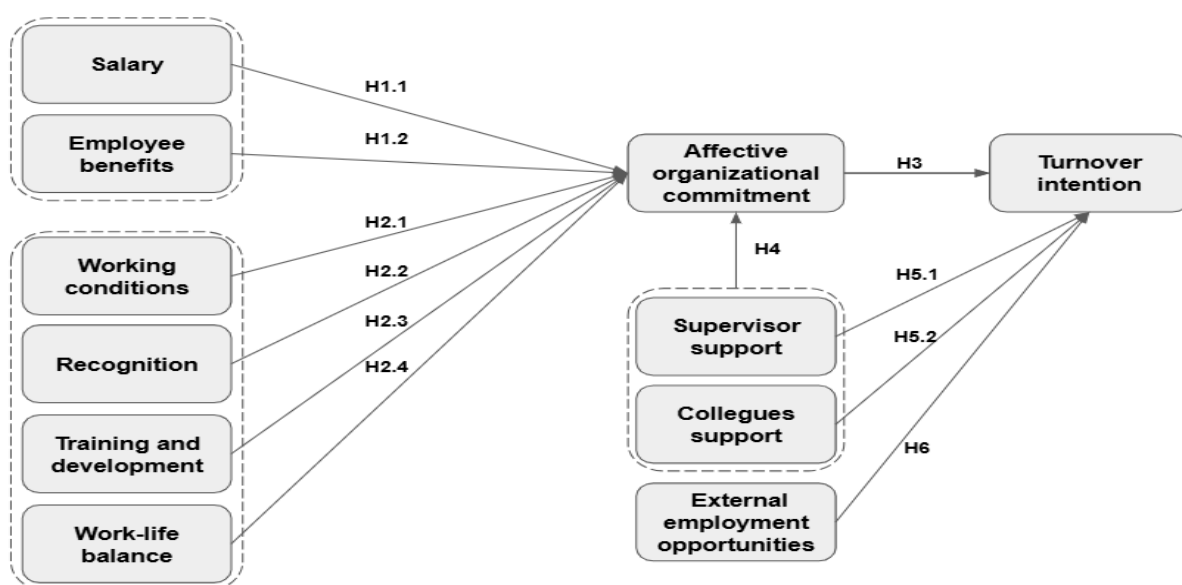 Salary
Employee
benefits
Working
conditions
Recognition
Training and
development
Work-life
balance
H1.1
H1.2
H2.1
H2.2
H2.3
H2.4
Affective
organizational
commitment
H3
Turnover
intention
H4
Supervisor
support
Collegues
support
External
employment
opportunities
H5.1
H5.2
H6